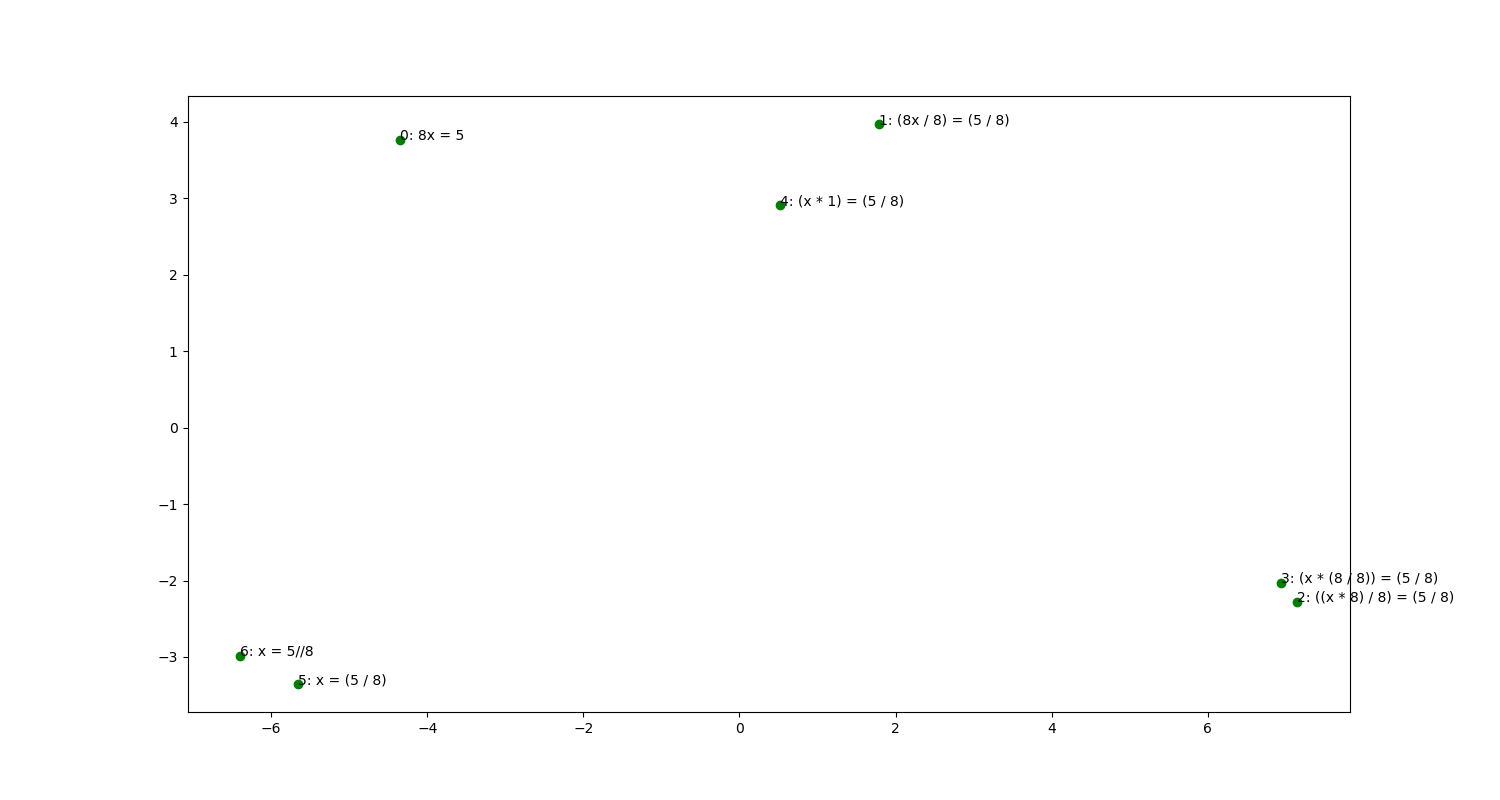 4
3
2
1
0
−1
−2
−3
0: 8x = 5
1: (8x / 8) = (5 / 8)
4: (x * 1) = (5 / 8)
3: (x * (8 / 8)) = (5 / 8)
2: ((x * 8) / 8) = (5 / 8)
6: x = 5//8
5: x = (5 / 8)
−6 −4 −2 0 2 4 6